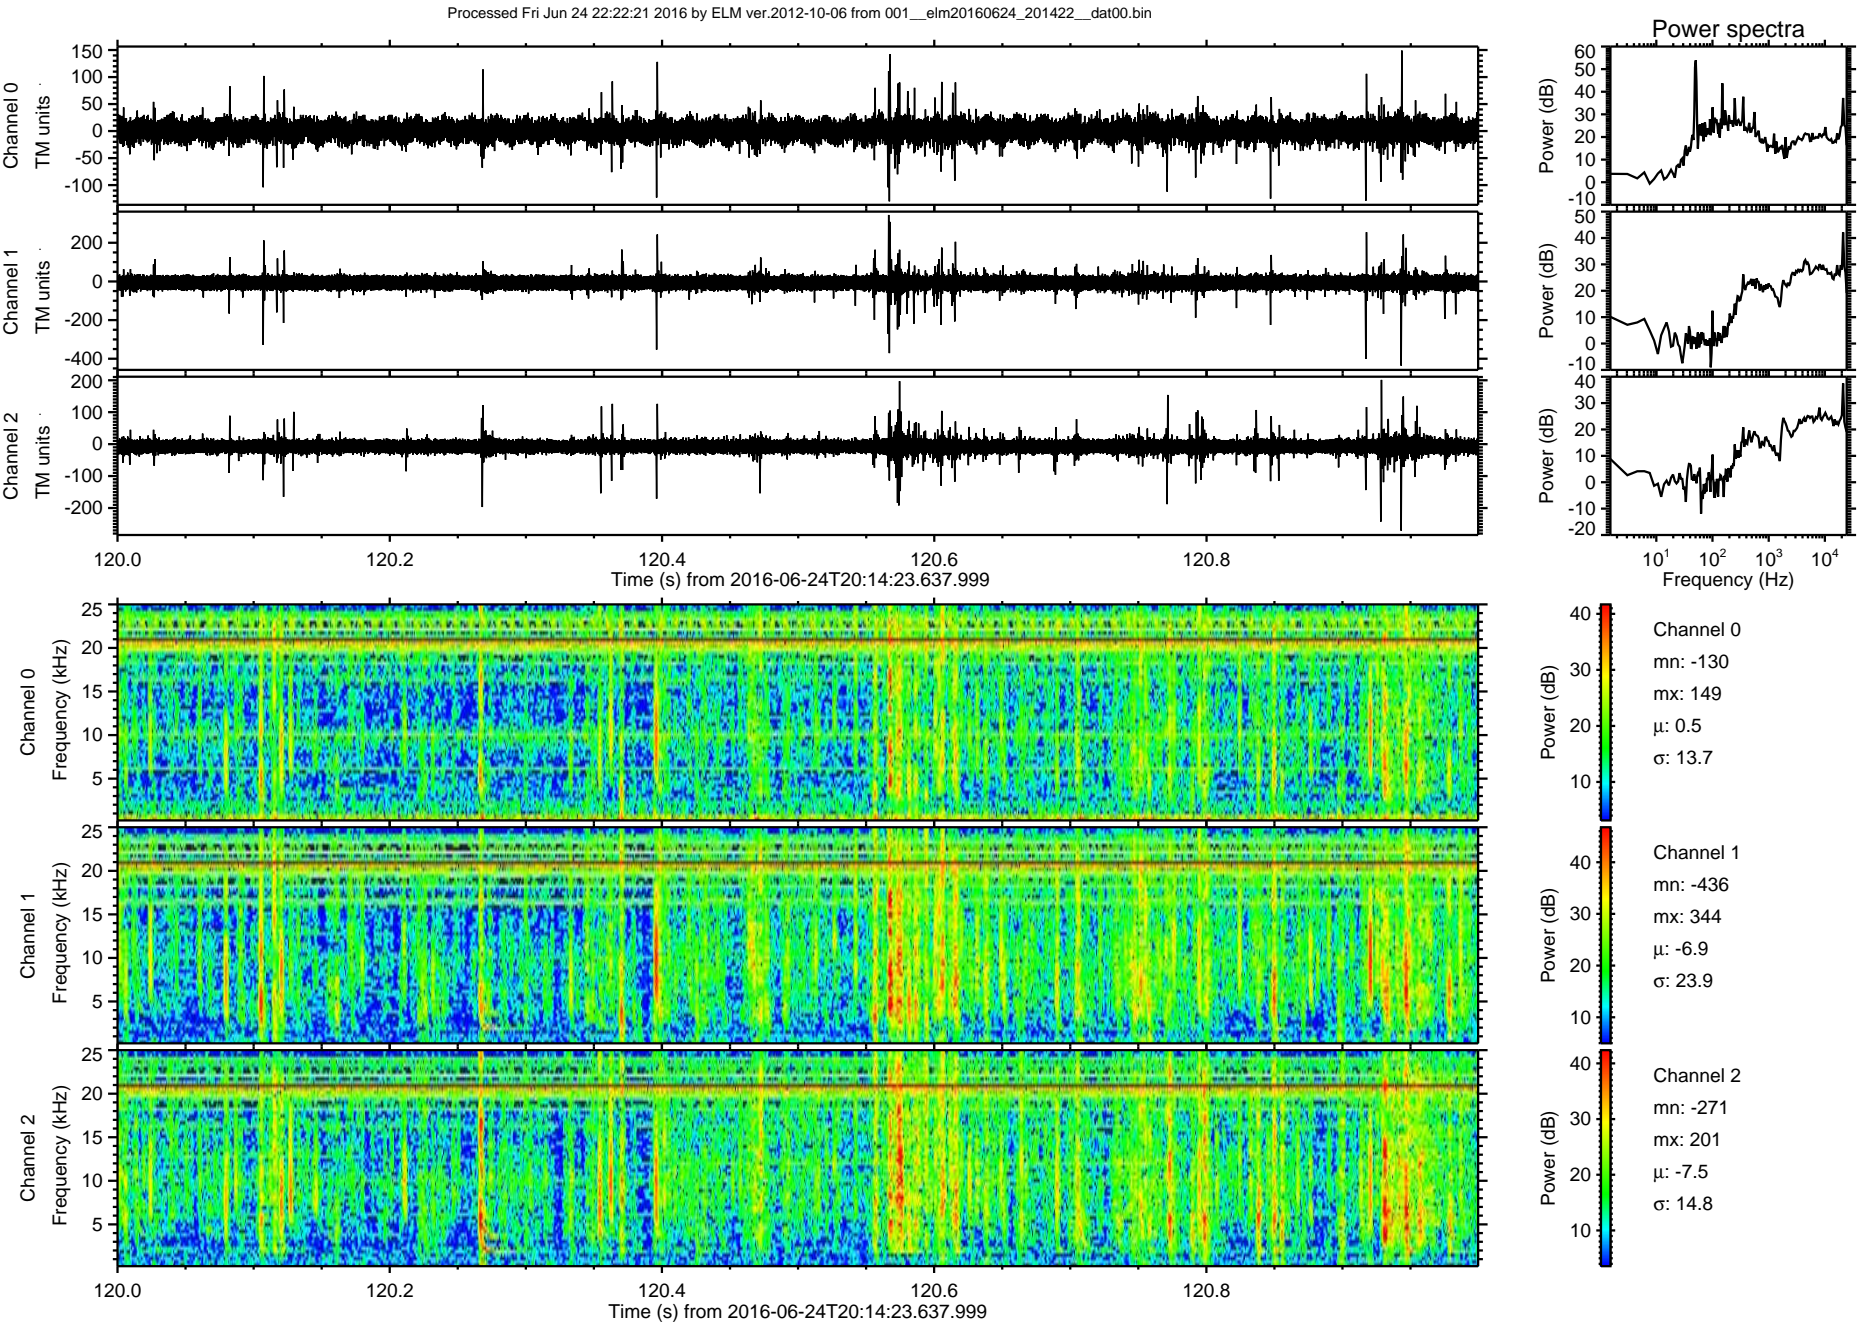 Processed Fri Jun 24 22:22:21 2016 by ELM ver.2012-10-06 from 001__elm20160624_201422__dat00.bin
Power spectra
Channel 0
TM units
150
100
50
0
-50
-100
Power (dB)
60
50
40
30
20
10
0
-10
Channel 1
TM units
200
0
-200
-400
Power (dB)
50
40
30
20
10
0
-10
Channel 2
TM units
200
100
0
-100
-200
Power (dB)
40
30
20
10
0
-10
-20
120.0 120.2 120.4 120.6 120.8
Time (s) from 2016-06-24T20:14:23.637.999
10¹ 10² 10³ 10⁴
Frequency (Hz)
Channel 0
Frequency (kHz)
25
20
15
10
5
Power (dB)
40
30
20
10
Channel 0
mn: -130
mx: 149
μ: 0.5
σ: 13.7
Channel 1
Frequency (kHz)
25
20
15
10
5
Power (dB)
40
30
20
10
Channel 1
mn: -436
mx: 344
μ: -6.9
σ: 23.9
Channel 2
Frequency (kHz)
25
20
15
10
5
Power (dB)
40
30
20
10
Channel 2
mn: -271
mx: 201
μ: -7.5
σ: 14.8
120.0 120.2 120.4 120.6 120.8
Time (s) from 2016-06-24T20:14:23.637.999